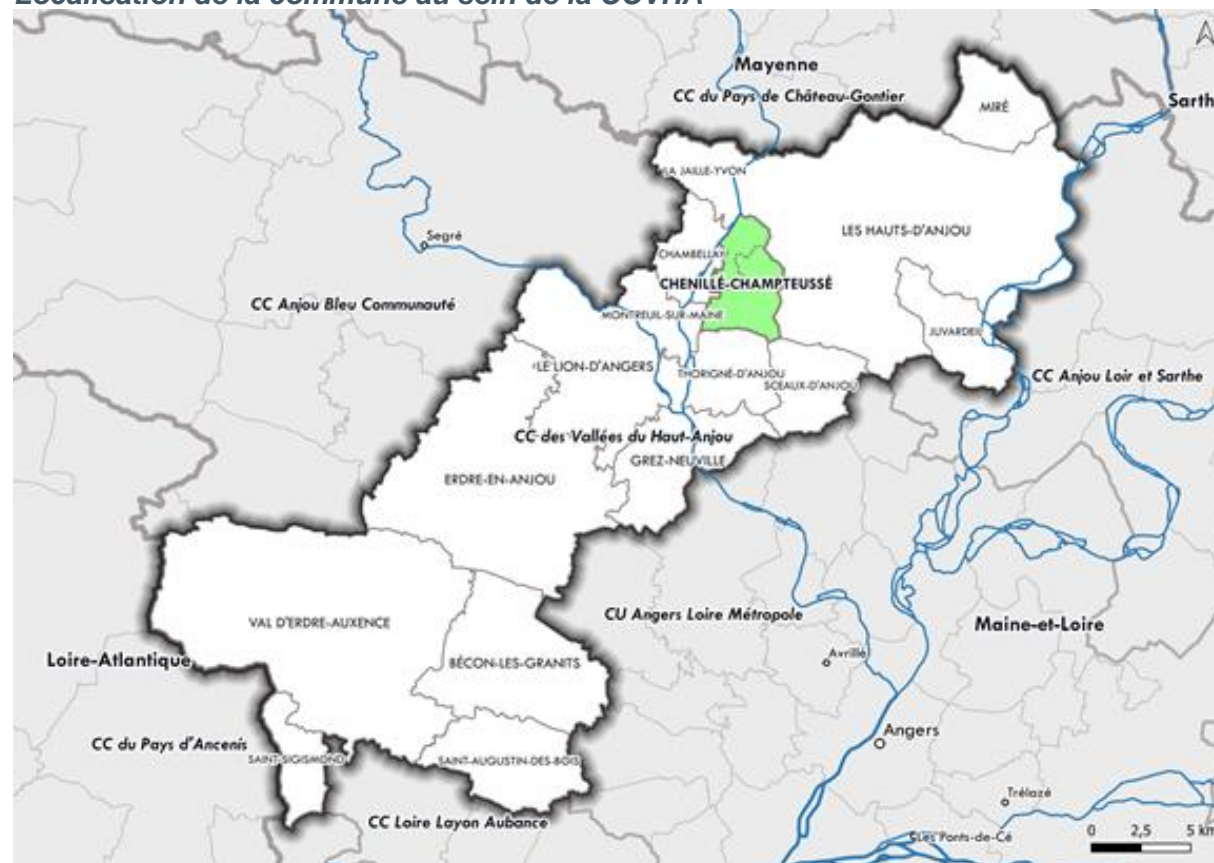 Localisation de la commune au sein de la CCVHA
Mayenne
CC du Pays de Château-Gontier
Sarth
MIRÉ
LA JAILLE-YVON
LES HAUTS-D'ANJOU
Segré
CHAMBELLAY
CHENILLÉ-CHAMPTEUSSÉ
CC Anjou Bleu Communauté
MONTREUIL-SUR-MAINE
JUVARDEIL
LE LION-D'ANGERS
THORIGNÉ-D'ANJOU
SCEAUX-D'ANJOU
CC Anjou Loir et Sarthe
CC des Vallées du Haut-Anjou
GREZ-NEUVILLE
ERDRE-EN-ANJOU
CU Angers Loire Métropole
VAL D'ERDRE-AUXENCE
Maine-et-Loire
Loire-Atlantique
BÉCON-LES-GRANITS
Avrillé
Angers
CC du Pays d'Ancenis
SAINT-SIGISMOND
SAINT-AUGUSTIN-DES-BOIS
Trélazé
CC Loire Layon Aubance
Les Ponts-de-Cé
0 2,5 5 km